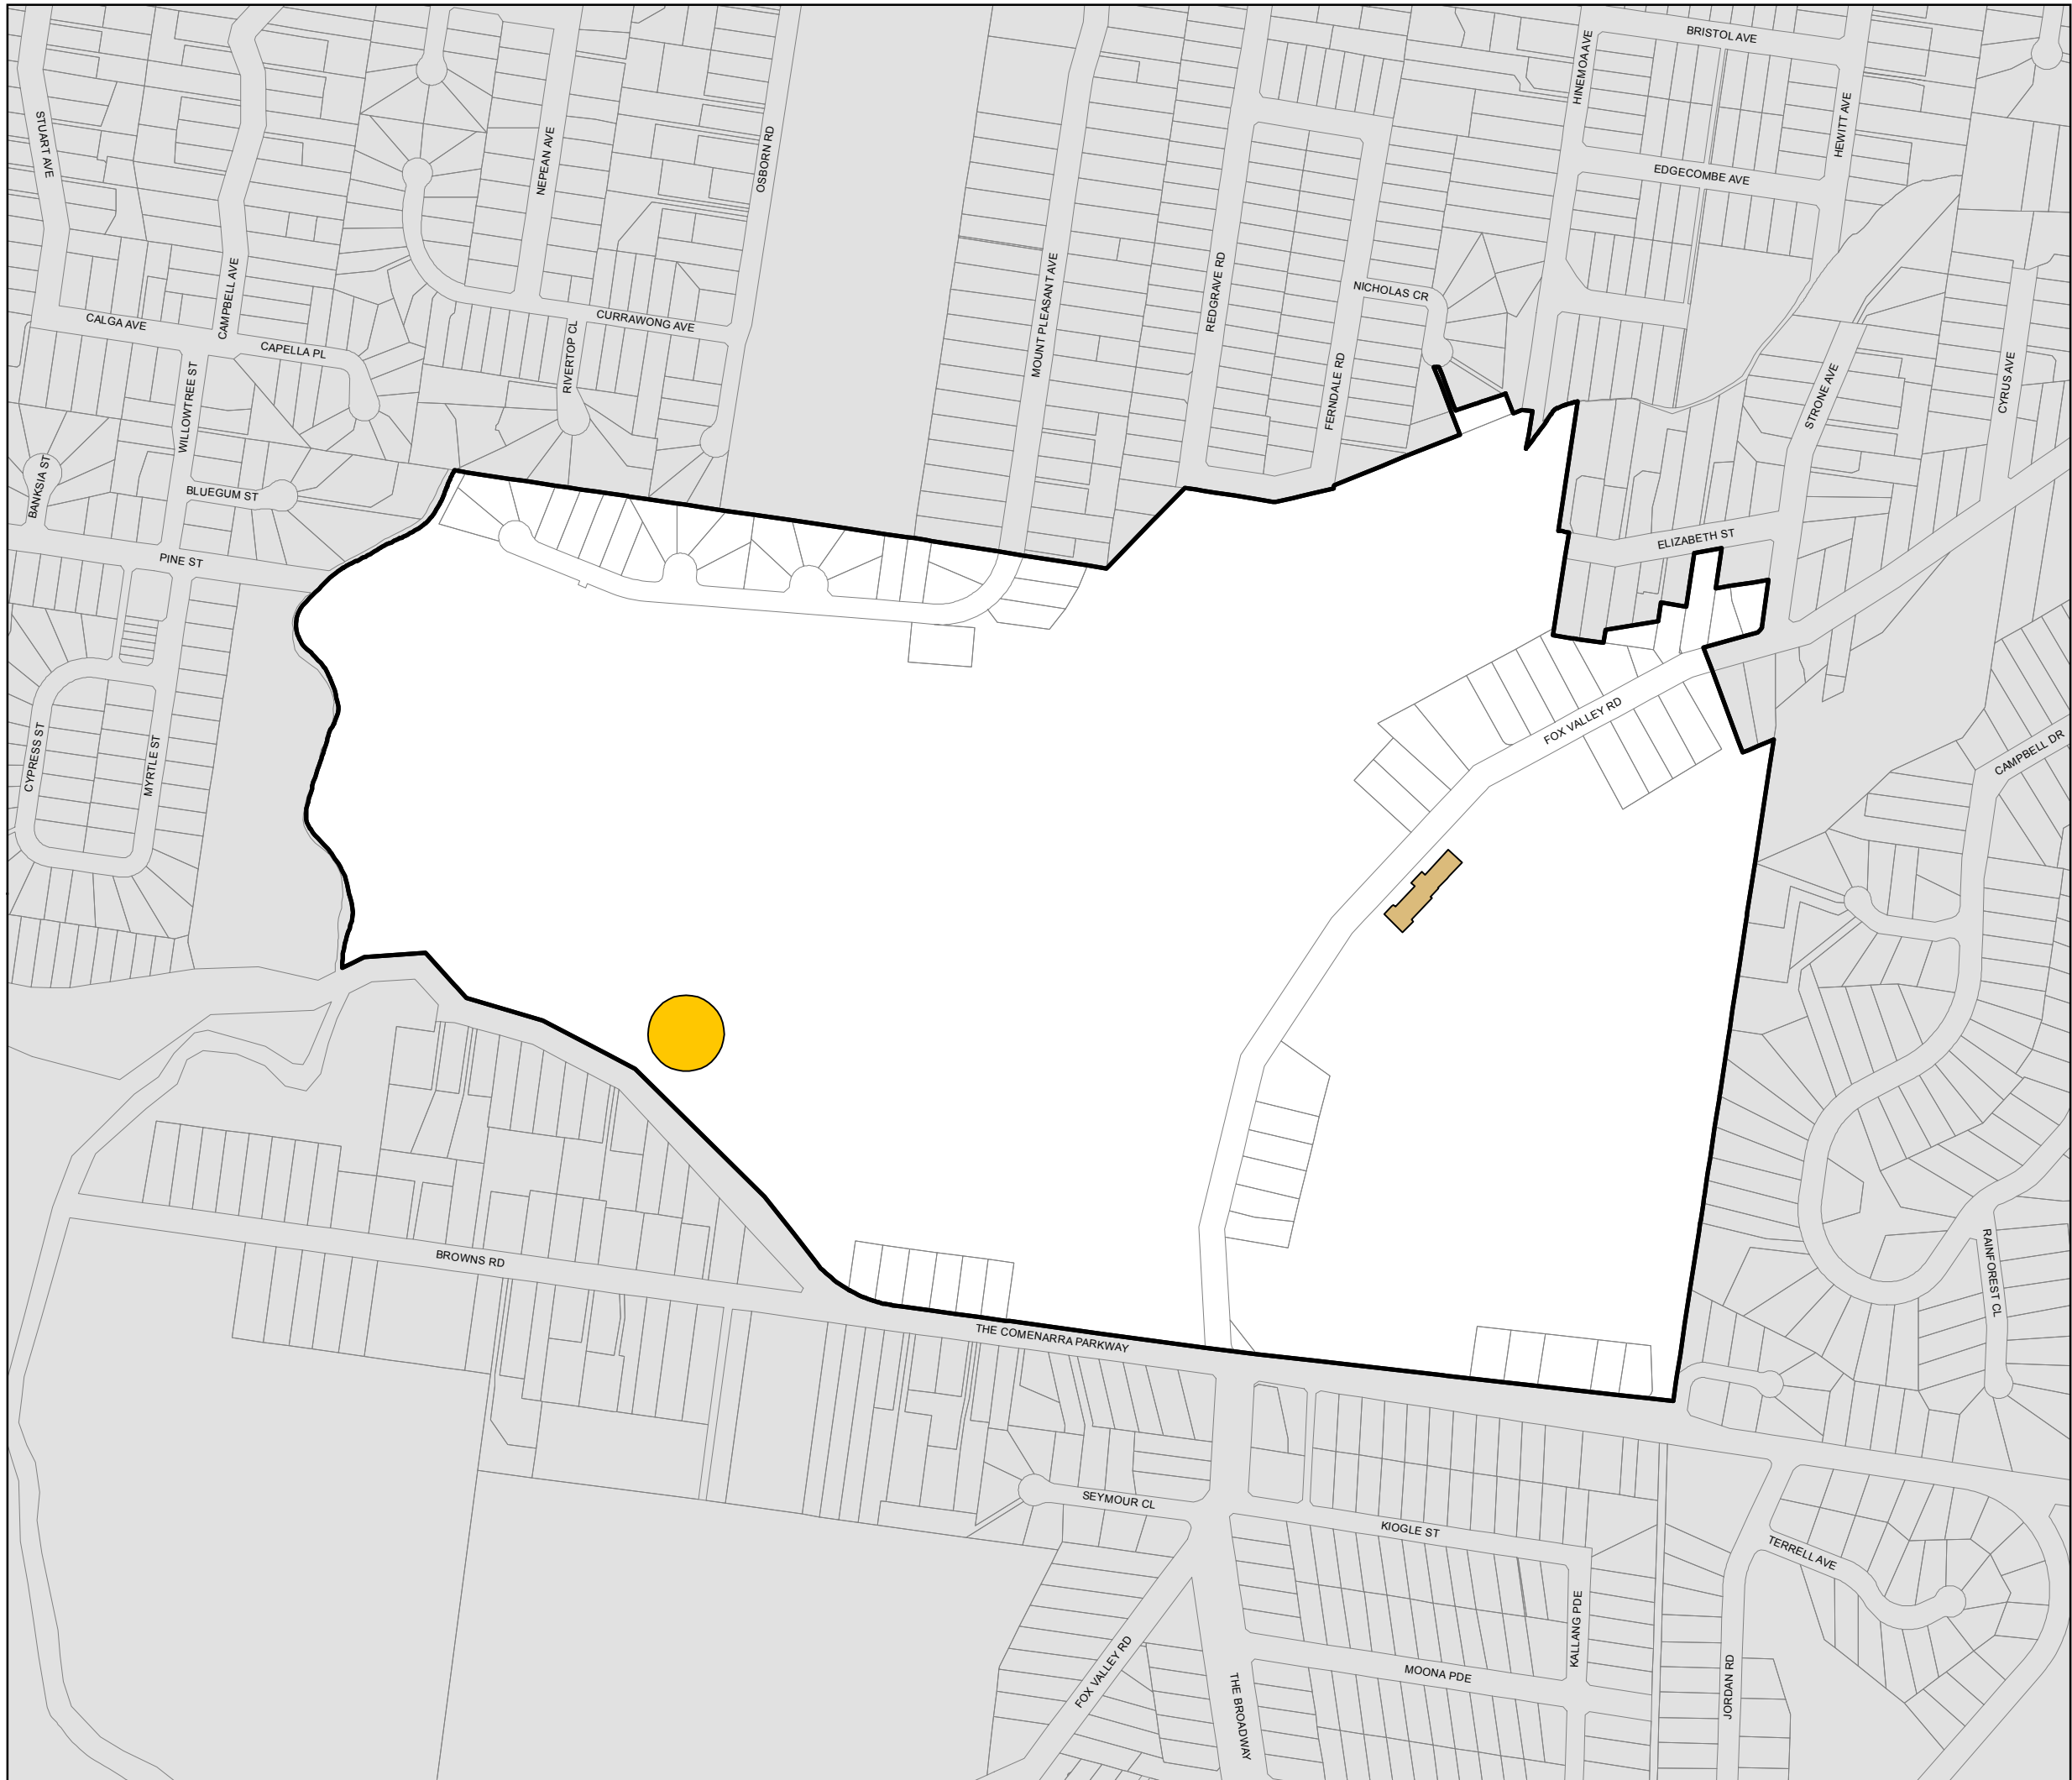 BRISTOL AVE
HINEMOA AVE
HEWITT AVE
STUART AVE
NEPEAN AVE
OSBORN RD
EDGECOMBE AVE
CAMPBELL AVE
MOUNT PLEASANT AVE
REDGRAVE RD
NICHOLAS CR
CALGA AVE
CURRAWONG AVE
CAPELLA PL
RIVERTOP CL
FERNDALE RD
STRONE AVE
CYRUS AVE
WILLOWTREE ST
BANKSIA ST
BLUEGUM ST
ELIZABETH ST
PINE ST
FOX VALLEY RD
CYPRESS ST
MYRTLE ST
CAMPBELL DR
BROWNS RD
RAINFOREST CL
THE COMENARRA PARKWAY
SEYMOUR CL
KIOGLE ST
TERRELL AVE
KALLANG PDE
FOX VALLEY RD
MOONA PDE
THE BROADWAY
JORDAN RD